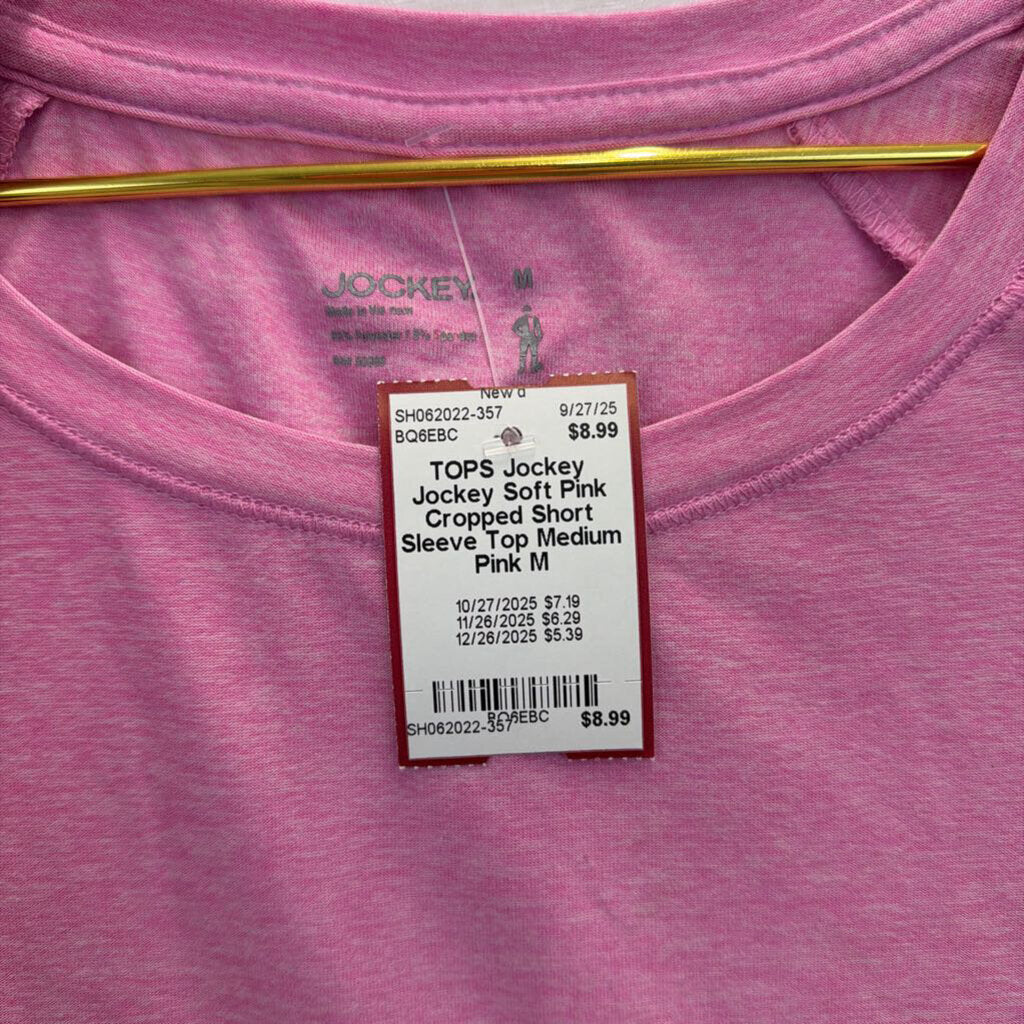 JOCKEY M
Made in
New
SH062022-357 9/27/25
BQ6EBC $8.99
TOPS Jockey
Jockey Soft Pink
Cropped Short
Sleeve Top Medium
Pink M
10/27/2025 $7.19
11/26/2025 $6.29
12/26/2025 $5.39
BQ6EBC
SH062022-357 $8.99